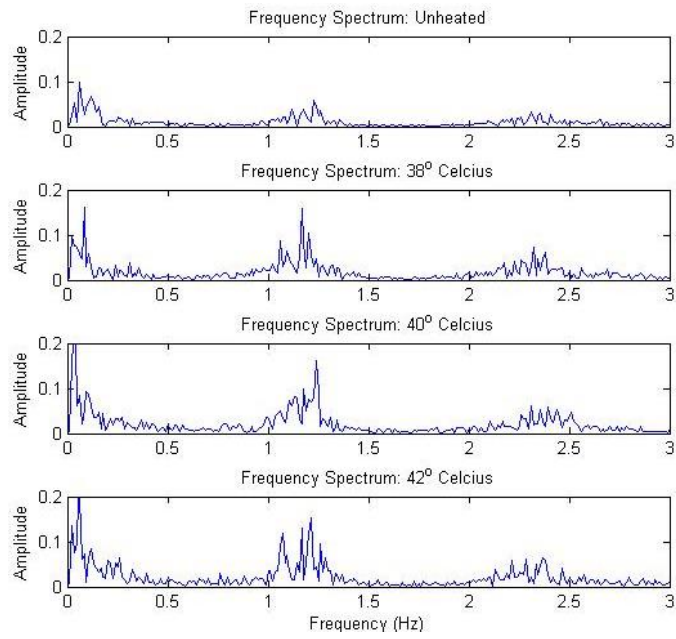 Frequency Spectrum: Unheated
0.2
0.1
0
Amplitude
0 0.5 1 1.5 2 2.5 3
Frequency Spectrum: 38° Celcius
0.2
0.1
0
Amplitude
0 0.5 1 1.5 2 2.5 3
Frequency Spectrum: 40° Celcius
0.2
0.1
0
Amplitude
0 0.5 1 1.5 2 2.5 3
Frequency Spectrum: 42° Celcius
0.2
0.1
0
Amplitude
0 0.5 1 1.5 2 2.5 3
Frequency (Hz)